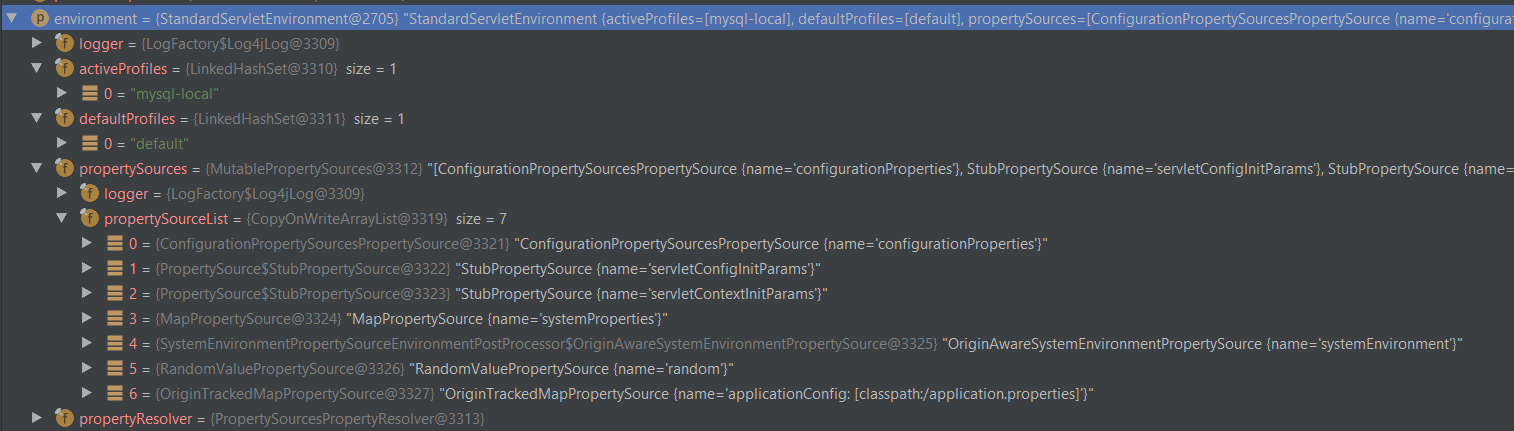 environment = {StandardServletEnvironment@2705} "StandardServletEnvironment {activeProfiles=[mysql-local], defaultProfiles=[default], propertySources=[ConfigurationPropertySourcesPropertySource {name='configura
logger = {LogFactory$Log4jLog@3309}
activeProfiles = {LinkedHashSet@3310} size = 1
0 = "mysql-local"
defaultProfiles = {LinkedHashSet@3311} size = 1
0 = "default"
propertySources = {MutablePropertySources@3312} "[ConfigurationPropertySourcesPropertySource {name='configurationProperties'}, StubPropertySource {name='servletConfigInitParams'}, StubPropertySource {name=
logger = {LogFactory$Log4jLog@3309}
propertySourceList = {CopyOnWriteArrayList@3319} size = 7
0 = {ConfigurationPropertySourcesPropertySource@3321} "ConfigurationPropertySourcesPropertySource {name='configurationProperties'}"
1 = {PropertySource$StubPropertySource@3322} "StubPropertySource {name='servletConfigInitParams'}"
2 = {PropertySource$StubPropertySource@3323} "StubPropertySource {name='servletContextInitParams'}"
3 = {MapPropertySource@3324} "MapPropertySource {name='systemProperties'}"
4 = {SystemEnvironmentPropertySourceEnvironmentPostProcessor$OriginAwareSystemEnvironmentPropertySource@3325} "OriginAwareSystemEnvironmentPropertySource {name='systemEnvironment'}"
5 = {RandomValuePropertySource@3326} "RandomValuePropertySource {name='random'}"
6 = {OriginTrackedMapPropertySource@3327} "OriginTrackedMapPropertySource {name='applicationConfig: [classpath:/application.properties]'}"
propertyResolver = {PropertySourcesPropertyResolver@3313}